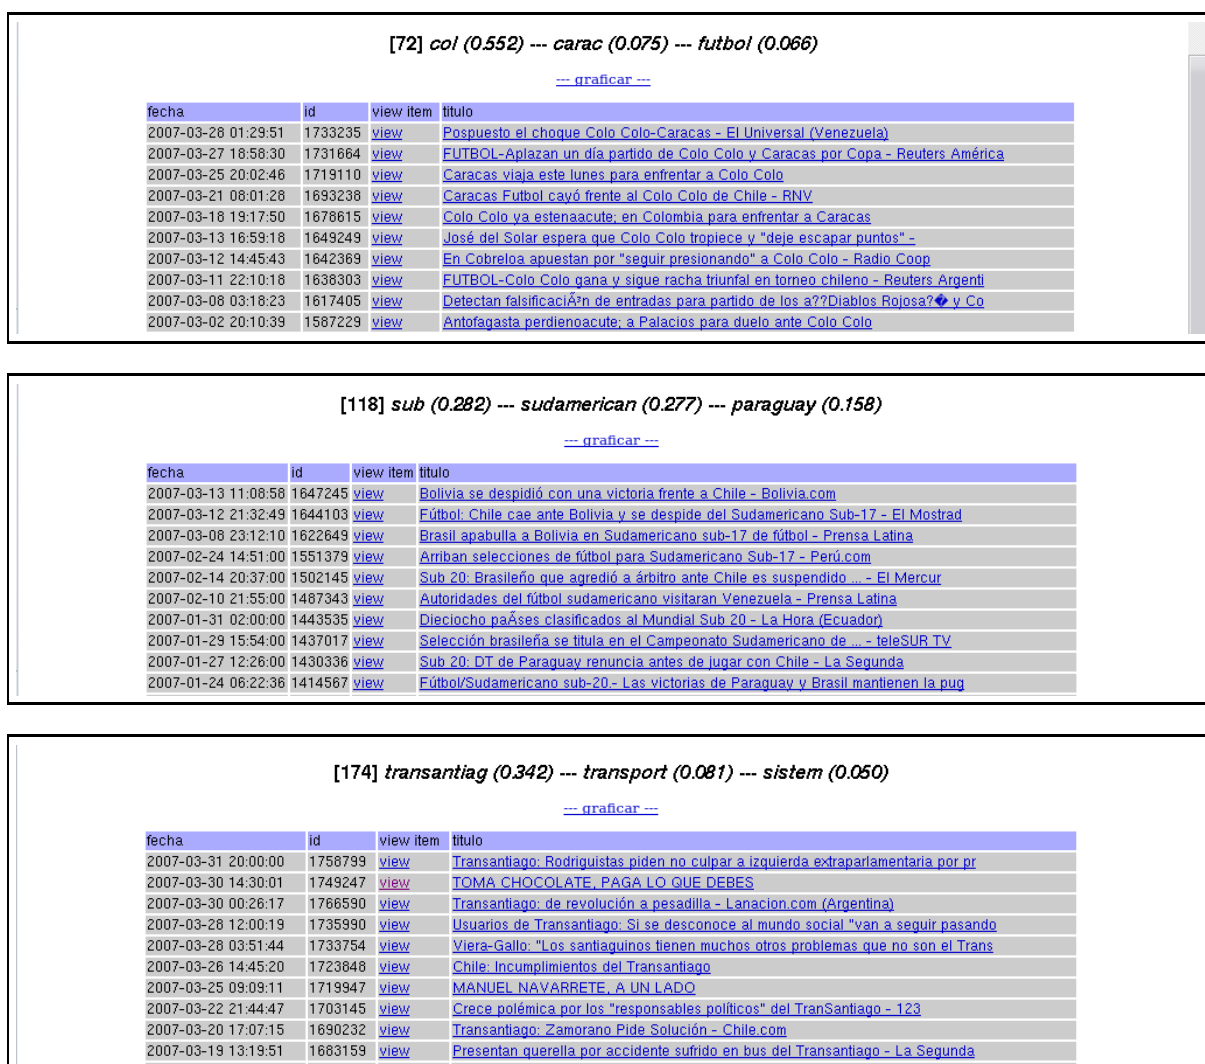 [72] col (0.552) --- carac (0.075) --- futbol (0.066)
--- graficar ---
fecha id view item titulo
2007-03-28 01:29:51 1733235 view Pospuesto el choque Colo Colo-Caracas - El Universal (Venezuela)
2007-03-27 18:58:30 1731664 view FUTBOL-Aplazan un día partido de Colo Colo y Caracas por Copa - Reuters América
2007-03-25 20:02:46 1719110 view Caracas viaja este lunes para enfrentar a Colo Colo
2007-03-21 08:01:28 1693238 view Caracas Futbol cayó frente al Colo Colo de Chile - RNV
2007-03-18 19:17:50 1678615 view Colo Colo ya estenaacute; en Colombia para enfrentar a Caracas
2007-03-13 16:59:18 1649249 view José del Solar espera que Colo Colo tropiece y "deje escapar puntos" -
2007-03-12 14:45:43 1642369 view En Cobreloa apuestan por "seguir presionando" a Colo Colo - Radio Coop
2007-03-11 22:10:18 1638303 view FUTBOL-Colo Colo gana y sigue racha triunfal en torneo chileno - Reuters Argenti
2007-03-08 03:18:23 1617405 view Detectan falsificaciÃ³n de entradas para partido de los a??Diablos Rojosa?� y Co
2007-03-02 20:10:39 1587229 view Antofagasta perdienoacute; a Palacios para duelo ante Colo Colo
[118] sub (0.282) --- sudamerican (0.277) --- paraguay (0.158)
--- graficar ---
fecha id view item titulo
2007-03-13 11:08:58 1647245 view Bolivia se despidió con una victoria frente a Chile - Bolivia.com
2007-03-12 21:32:49 1644103 view Fútbol: Chile cae ante Bolivia y se despide del Sudamericano Sub-17 - El Mostrad
2007-03-08 23:12:10 1622649 view Brasil apabulla a Bolivia en Sudamericano sub-17 de fútbol - Prensa Latina
2007-02-24 14:51:00 1551379 view Arriban selecciones de fútbol para Sudamericano Sub-17 - Perú.com
2007-02-14 20:37:00 1502145 view Sub 20: Brasileño que agredió a árbitro ante Chile es suspendido ... - El Mercur
2007-02-10 21:55:00 1487343 view Autoridades del fútbol sudamericano visitaran Venezuela - Prensa Latina
2007-01-31 02:00:00 1443535 view Dieciocho paÃses clasificados al Mundial Sub 20 - La Hora (Ecuador)
2007-01-29 15:54:00 1437017 view Selección brasileña se titula en el Campeonato Sudamericano de ... - teleSUR TV
2007-01-27 12:26:00 1430336 view Sub 20: DT de Paraguay renuncia antes de jugar con Chile - La Segunda
2007-01-24 06:22:36 1414567 view Fútbol/Sudamericano sub-20.- Las victorias de Paraguay y Brasil mantienen la pug
[174] transantiag (0.342) --- transport (0.081) --- sistem (0.050)
--- graficar ---
fecha id view item titulo
2007-03-31 20:00:00 1758799 view Transantiago: Rodriguistas piden no culpar a izquierda extraparlamentaria por pr
2007-03-30 14:30:01 1749247 view TOMA CHOCOLATE, PAGA LO QUE DEBES
2007-03-30 00:26:17 1766590 view Transantiago: de revolución a pesadilla - Lanacion.com (Argentina)
2007-03-28 12:00:19 1735990 view Usuarios de Transantiago: Si se desconoce al mundo social "van a seguir pasando
2007-03-28 03:51:44 1733754 view Viera-Gallo: "Los santiaguinos tienen muchos otros problemas que no son el Trans
2007-03-26 14:45:20 1723848 view Chile: Incumplimientos del Transantiago
2007-03-25 09:09:11 1719947 view MANUEL NAVARRETE, A UN LADO
2007-03-22 21:44:47 1703145 view Crece polémica por los "responsables políticos" del TranSantiago - 123
2007-03-20 17:07:15 1690232 view Transantiago: Zamorano Pide Solución - Chile.com
2007-03-19 13:19:51 1683159 view Presentan querella por accidente sufrido en bus del Transantiago - La Segunda